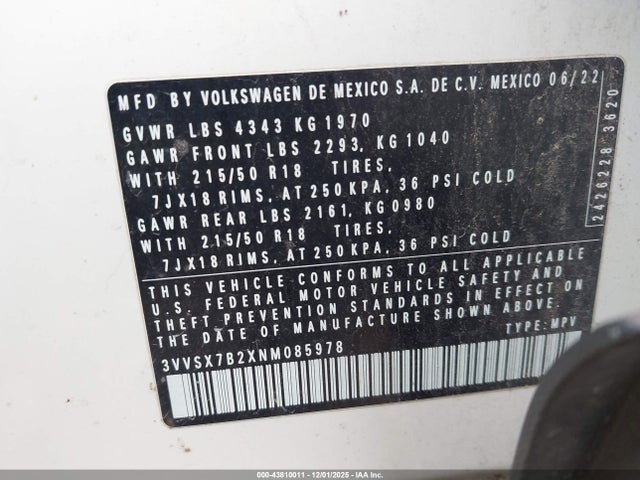 MFD BY VOLKSWAGEN DE MEXICO S.A. DE C.V. MEXICO 06/22
GVWR LBS 4343 KG 1970
GAWR FRONT LBS 2293, KG 1040
WITH 215/50 R18 TIRES,
7JX18 RIMS, AT 250 KPA, 36 PSI COLD
GAWR REAR LBS 2161, KG 0980
WITH 215/50 R18 TIRES,
7JX18 RIMS, AT 250 KPA, 36 PSI COLD
THIS VEHICLE CONFORMS TO ALL APPLICABLE
U.S. FEDERAL MOTOR VEHICLE SAFETY AND
THEFT PREVENTION STANDARDS IN EFFECT ON
THE DATE OF MANUFACTURE SHOWN ABOVE.
3VVSX7B2XNM085978
TYPE: MPV
2426228 3620
000-43810011 - 12/01/2025 - IAAI, Inc.